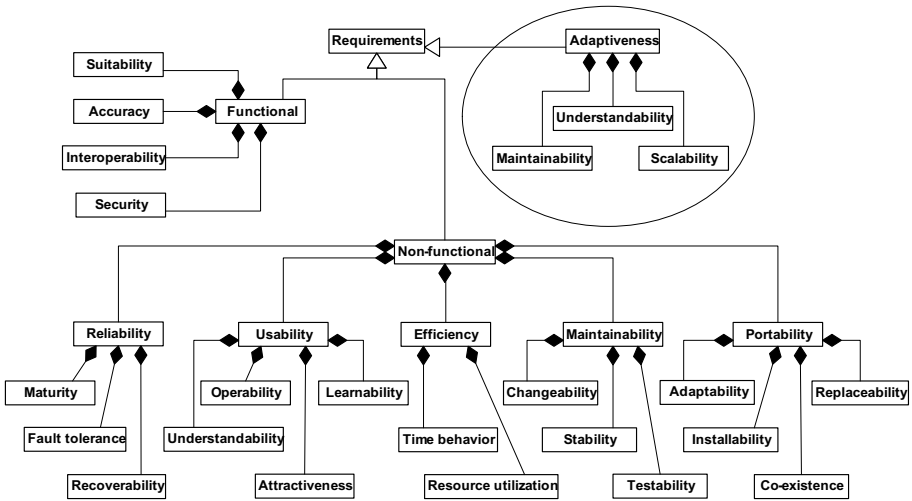 Requirements
Adaptiveness
Suitability
Accuracy
Functional
Understandability
Interoperability
Maintainability
Scalability
Security
Non-functional
Reliability
Usability
Efficiency
Maintainability
Portability
Maturity
Operability
Learnability
Changeability
Adaptability
Replaceability
Fault tolerance
Understandability
Time behavior
Stability
Installability
Recoverability
Attractiveness
Resource utilization
Testability
Co-existence